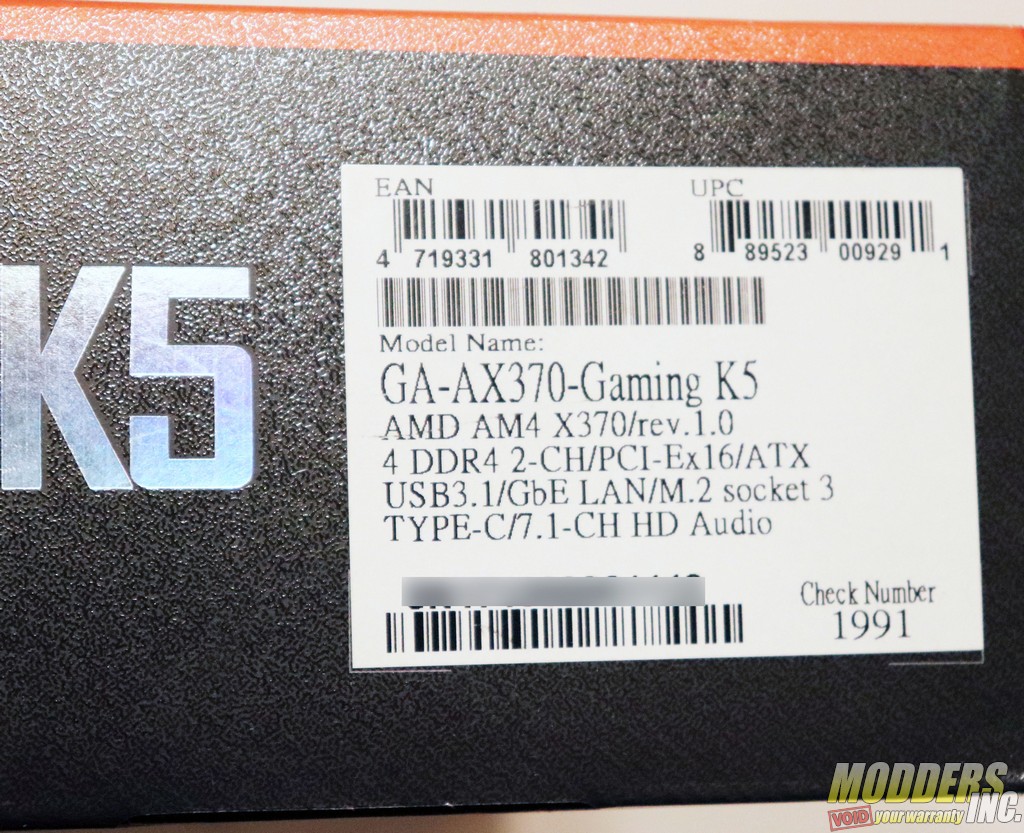 K5
EAN
UPC
4 719331 801342
8 89523 00929 1
Model Name:
GA-AX370-Gaming K5
AMD AM4 X370/rev.1.0
4 DDR4 2-CH/PCI-Ex16/ATX
USB3.1/GbE LAN/M.2 socket 3
TYPE-C/7.1-CH HD Audio
Check Number
1991
MODDERS
VOID your warranty INC.